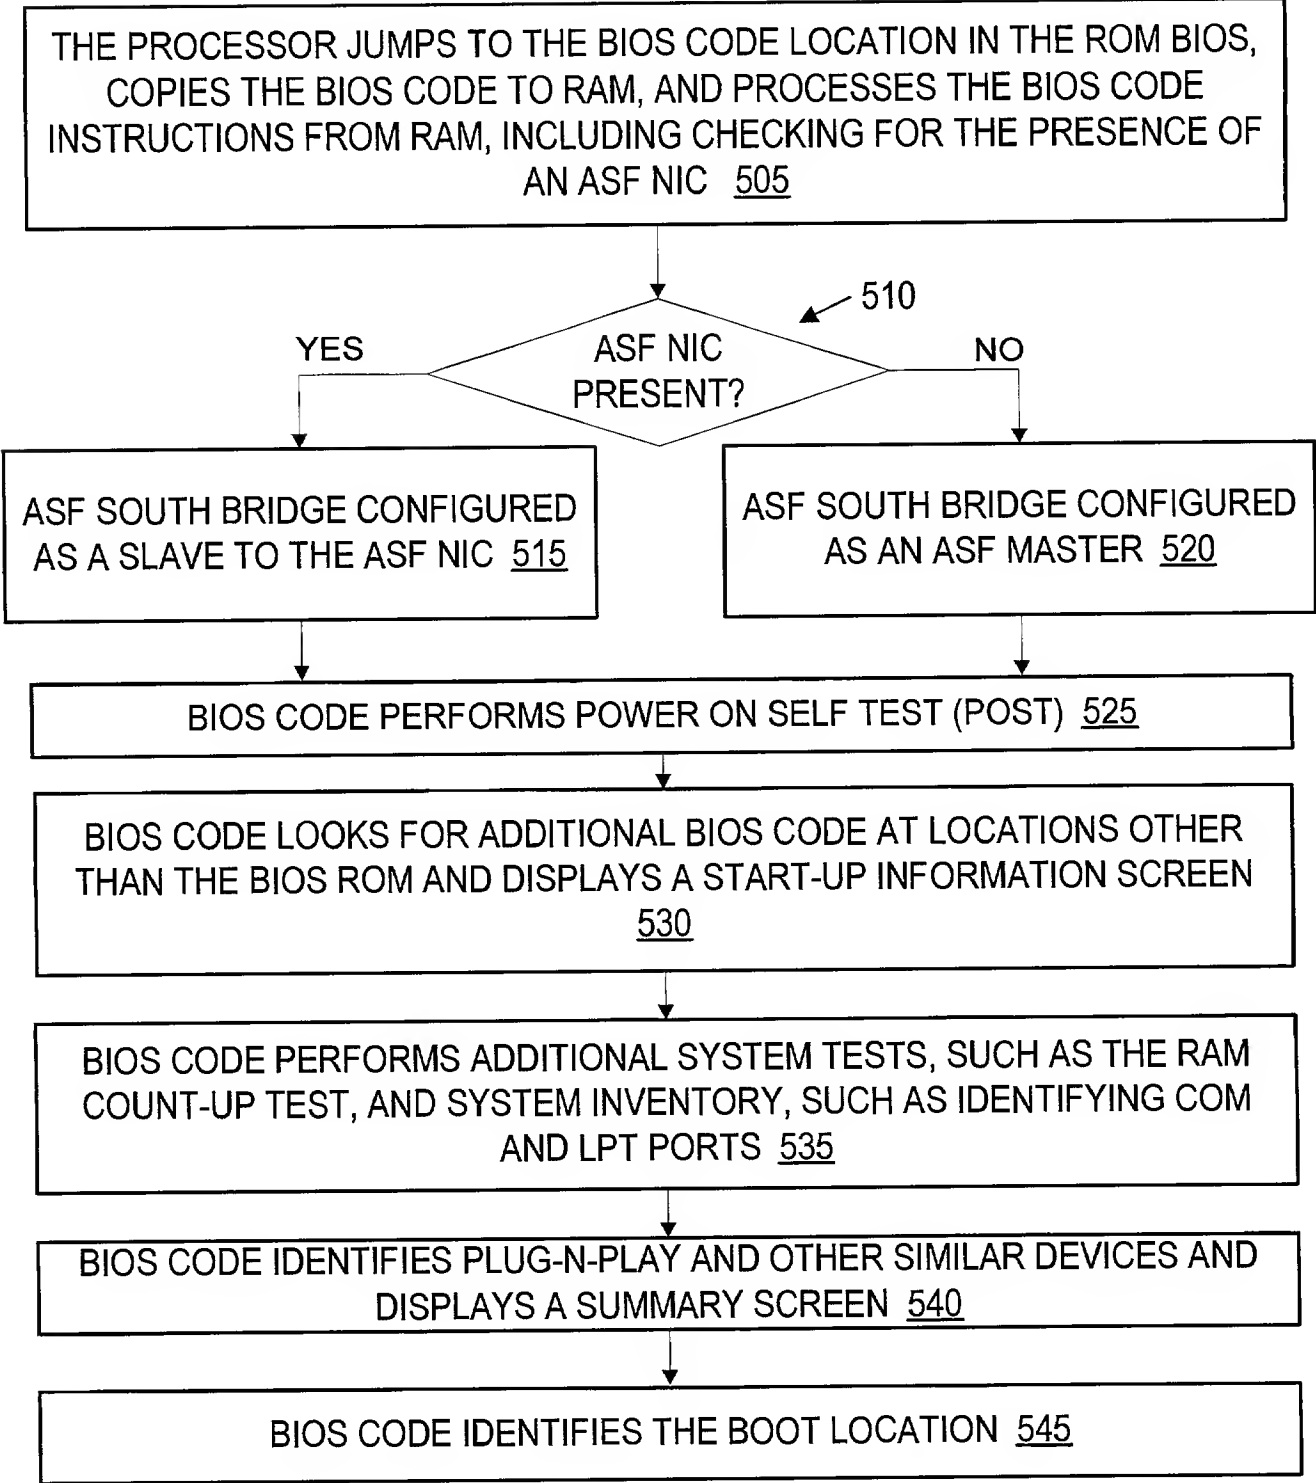 THE PROCESSOR JUMPS TO THE BIOS CODE LOCATION IN THE ROM BIOS,
COPIES THE BIOS CODE TO RAM, AND PROCESSES THE BIOS CODE
INSTRUCTIONS FROM RAM, INCLUDING CHECKING FOR THE PRESENCE OF
AN ASF NIC 505
510
ASF NIC
PRESENT?
YES
NO
ASF SOUTH BRIDGE CONFIGURED
AS A SLAVE TO THE ASF NIC 515
ASF SOUTH BRIDGE CONFIGURED
AS AN ASF MASTER 520
BIOS CODE PERFORMS POWER ON SELF TEST (POST) 525
BIOS CODE LOOKS FOR ADDITIONAL BIOS CODE AT LOCATIONS OTHER
THAN THE BIOS ROM AND DISPLAYS A START-UP INFORMATION SCREEN
530
BIOS CODE PERFORMS ADDITIONAL SYSTEM TESTS, SUCH AS THE RAM
COUNT-UP TEST, AND SYSTEM INVENTORY, SUCH AS IDENTIFYING COM
AND LPT PORTS 535
BIOS CODE IDENTIFIES PLUG-N-PLAY AND OTHER SIMILAR DEVICES AND
DISPLAYS A SUMMARY SCREEN 540
BIOS CODE IDENTIFIES THE BOOT LOCATION 545